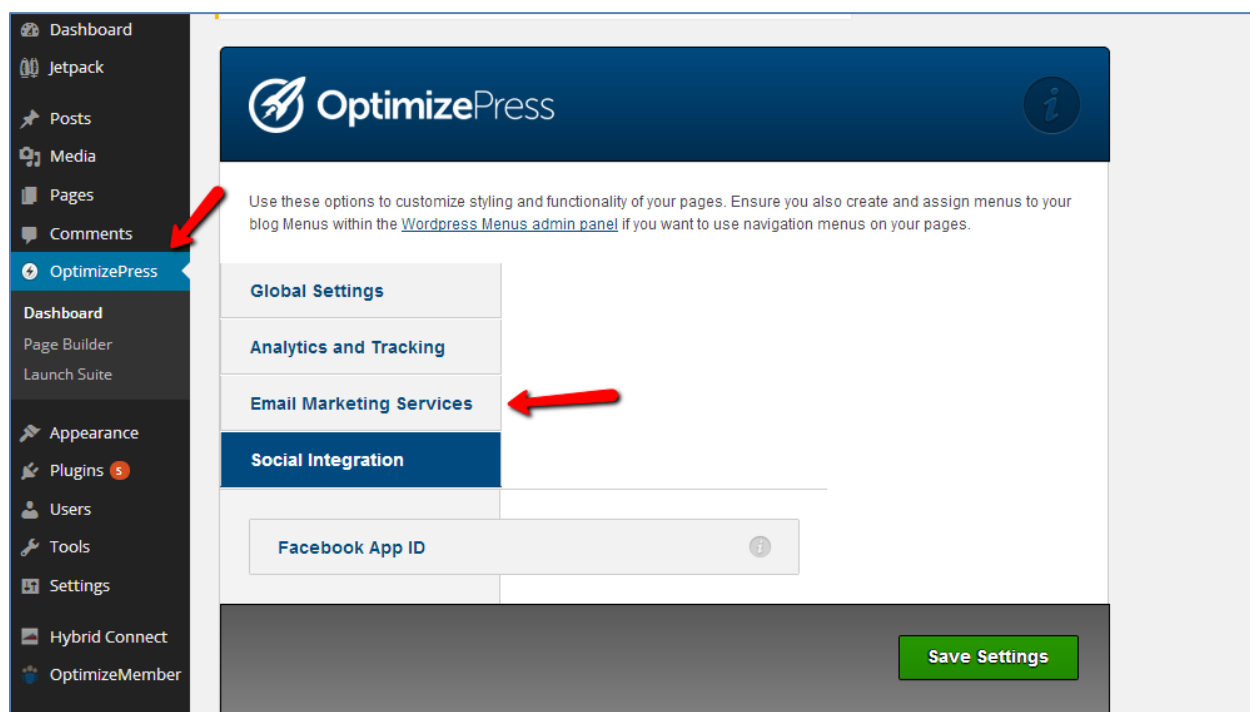 Dashboard
Jetpack
Posts
Media
Pages
Comments
OptimizePress
Dashboard
Page Builder
Launch Suite
Appearance
Plugins 5
Users
Tools
Settings
Hybrid Connect
OptimizeMember
OptimizePress
i
Use these options to customize styling and functionality of your pages. Ensure you also create and assign menus to your
blog Menus within the Wordpress Menus admin panel if you want to use navigation menus on your pages.
Global Settings
Analytics and Tracking
Email Marketing Services
Social Integration
Facebook App ID
i
Save Settings